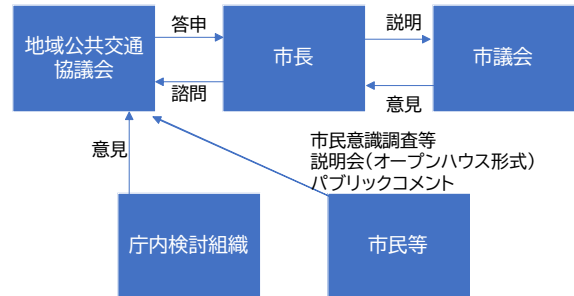 地域公共交通
協議会
答申
諮問
市長
説明
意見
市議会
意見
市民意識調査等
説明会(オープンハウス形式)
パブリックコメント
庁内検討組織
市民等